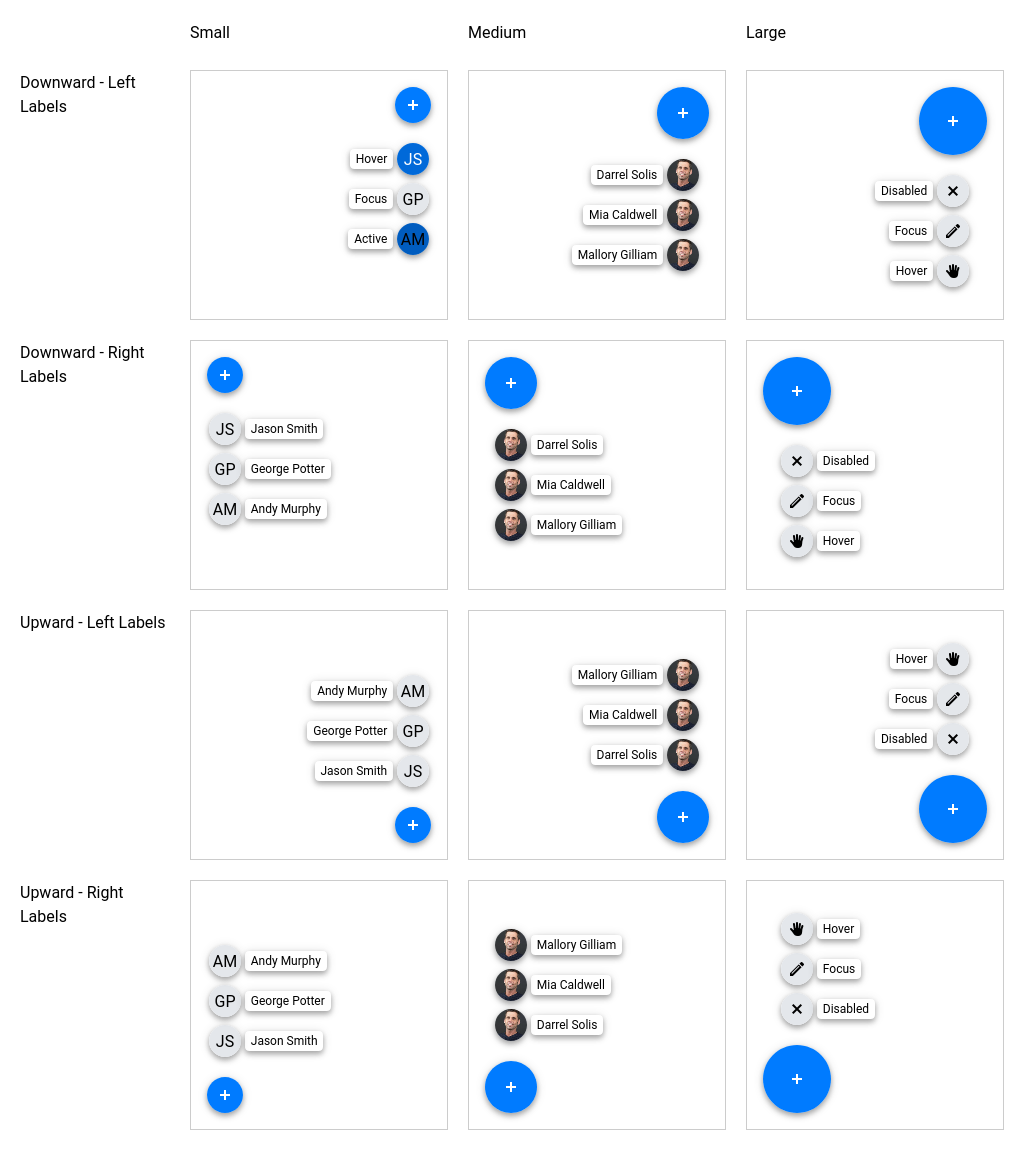 Small
Medium
Large
Downward - Left
Labels
Hover JS
Focus GP
Active AM
Darrel Solis
Mia Caldwell
Mallory Gilliam
Disabled
Focus
Hover
Downward - Right
Labels
JS Jason Smith
GP George Potter
AM Andy Murphy
Darrel Solis
Mia Caldwell
Mallory Gilliam
Disabled
Focus
Hover
Upward - Left Labels
Andy Murphy AM
George Potter GP
Jason Smith JS
Mallory Gilliam
Mia Caldwell
Darrel Solis
Hover
Focus
Disabled
Upward - Right
Labels
AM Andy Murphy
GP George Potter
JS Jason Smith
Mallory Gilliam
Mia Caldwell
Darrel Solis
Hover
Focus
Disabled